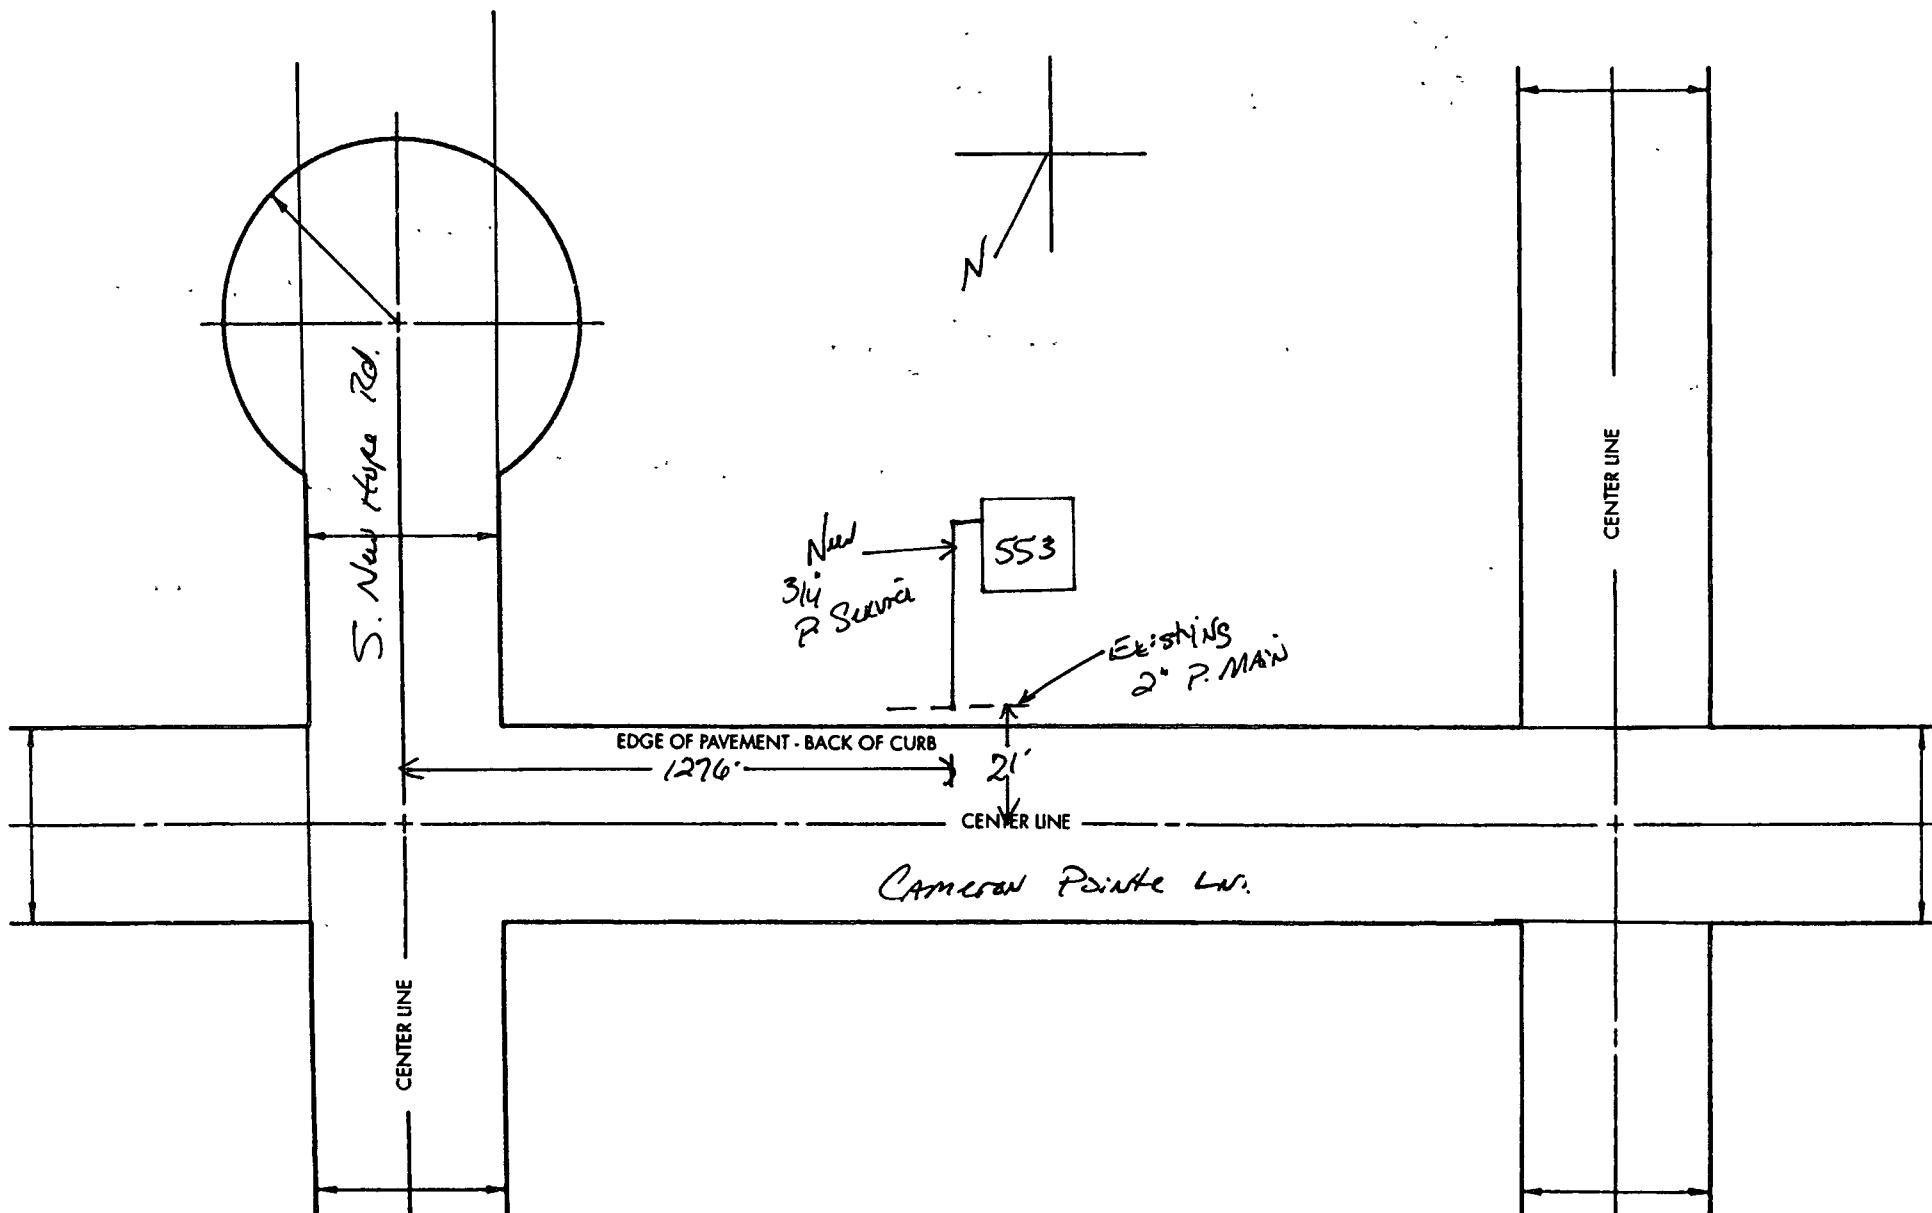 N
S. New Hope Rd.
CENTER LINE
New
3/4"
P. Service
553
Existing
2" P. MAIN
EDGE OF PAVEMENT - BACK OF CURB
1276'
21'
CENTER LINE
Cameron Pointe Ln.
CENTER LINE